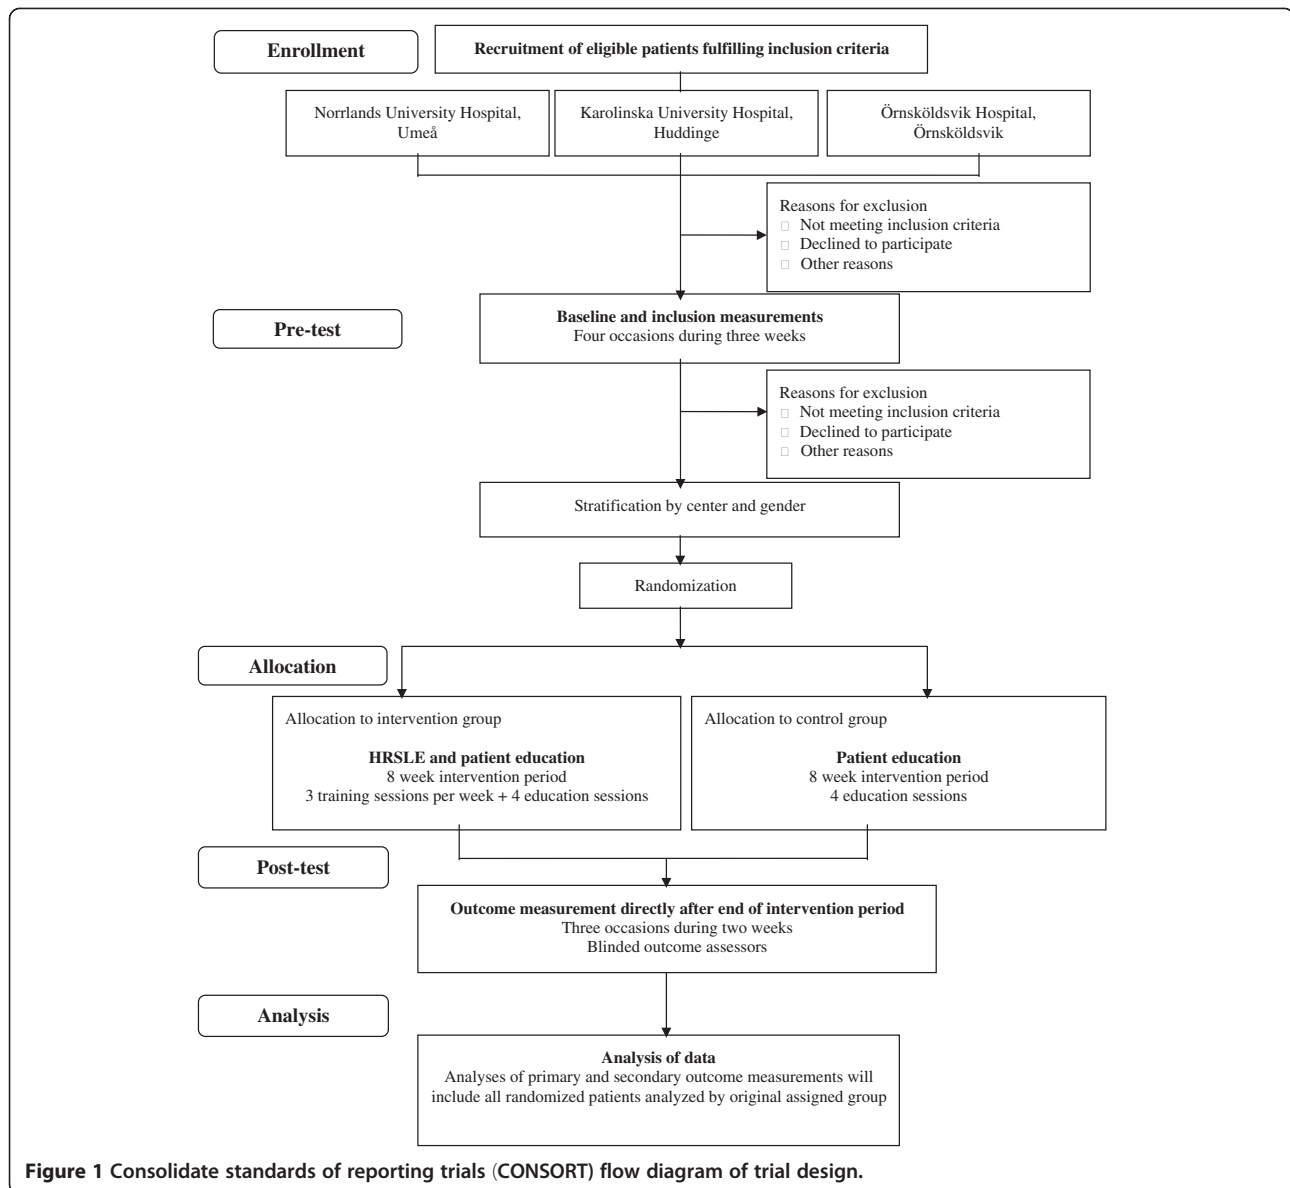 Enrollment
Recruitment of eligible patients fulfilling inclusion criteria
Norrlands University Hospital,
Umeå
Karolinska University Hospital,
Huddinge
Örnsköldsvik Hospital,
Örnsköldsvik
Reasons for exclusion
□ Not meeting inclusion criteria
□ Declined to participate
□ Other reasons
Pre-test
Baseline and inclusion measurements
Four occasions during three weeks
Reasons for exclusion
□ Not meeting inclusion criteria
□ Declined to participate
□ Other reasons
Stratification by center and gender
Randomization
Allocation
Allocation to intervention group
HRSLE and patient education
8 week intervention period
3 training sessions per week + 4 education sessions
Allocation to control group
Patient education
8 week intervention period
4 education sessions
Post-test
Outcome measurement directly after end of intervention period
Three occasions during two weeks
Blinded outcome assessors
Analysis
Analysis of data
Analyses of primary and secondary outcome measurements will
include all randomized patients analyzed by original assigned group
Figure 1 Consolidate standards of reporting trials (CONSORT) flow diagram of trial design.